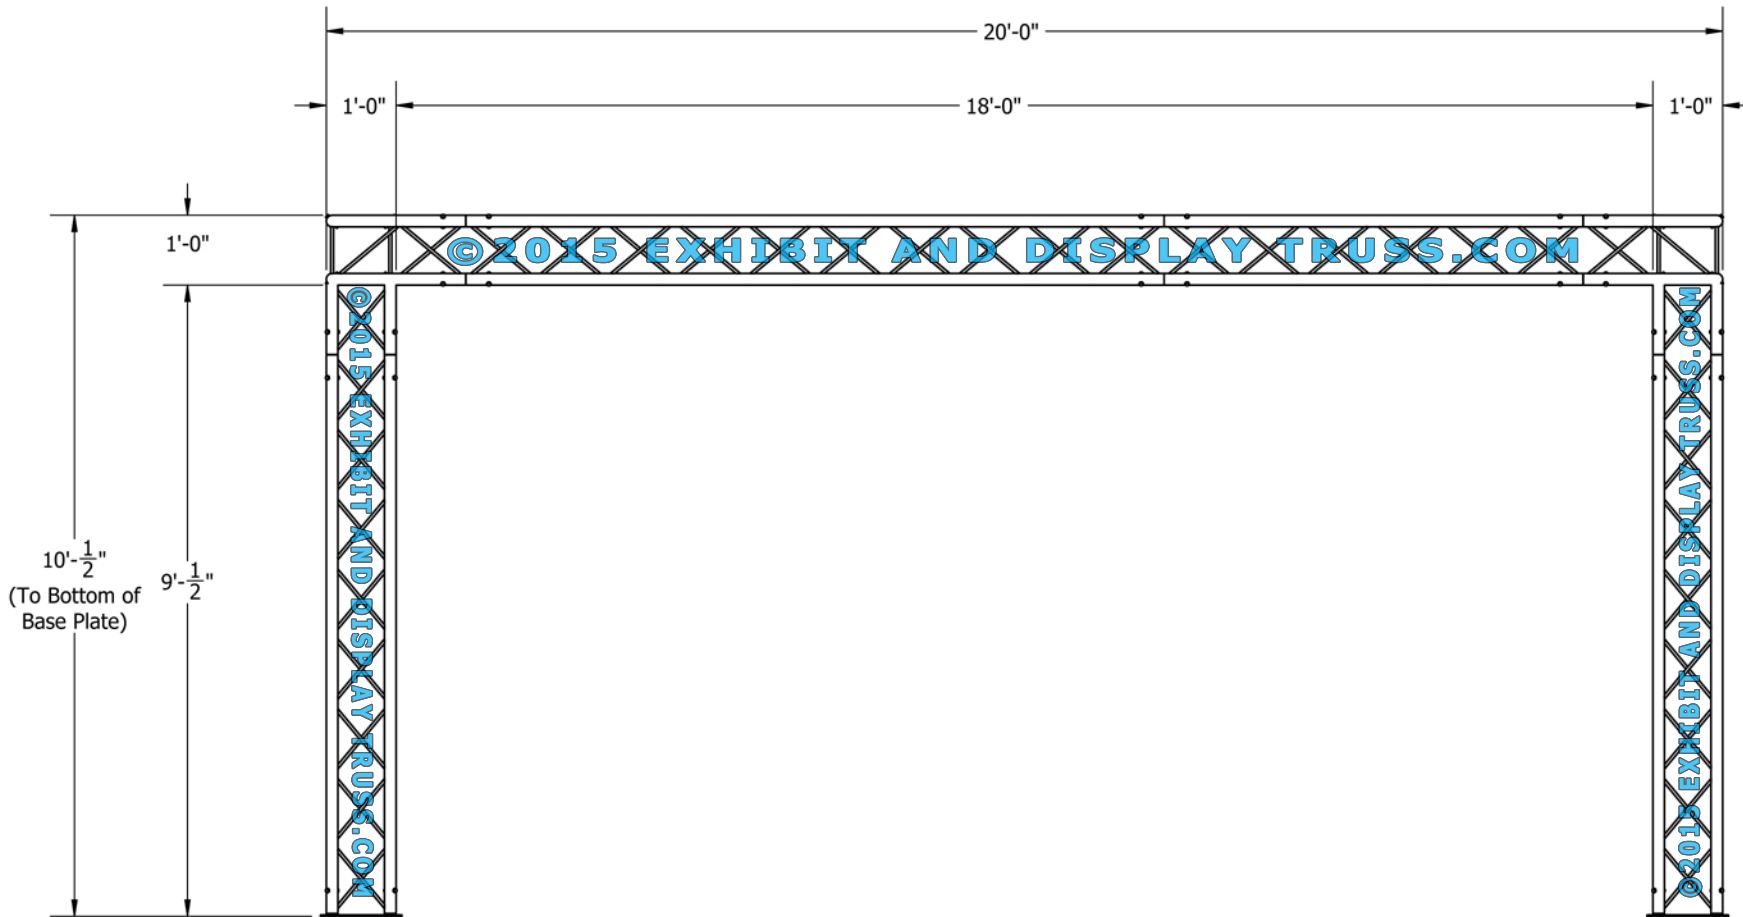 20'-0"
1'-0"
18'-0"
1'-0"
1'-0"
©2015 EXHIBIT AND DISPLAY TRUSS.COM
©2015 EXHIBIT AND DISPLAY TRUSS.COM
©2015 EXHIBIT AND DISPLAY TRUSS.COM
10'-1/2"
(To Bottom of
Base Plate)
9'-1/2"